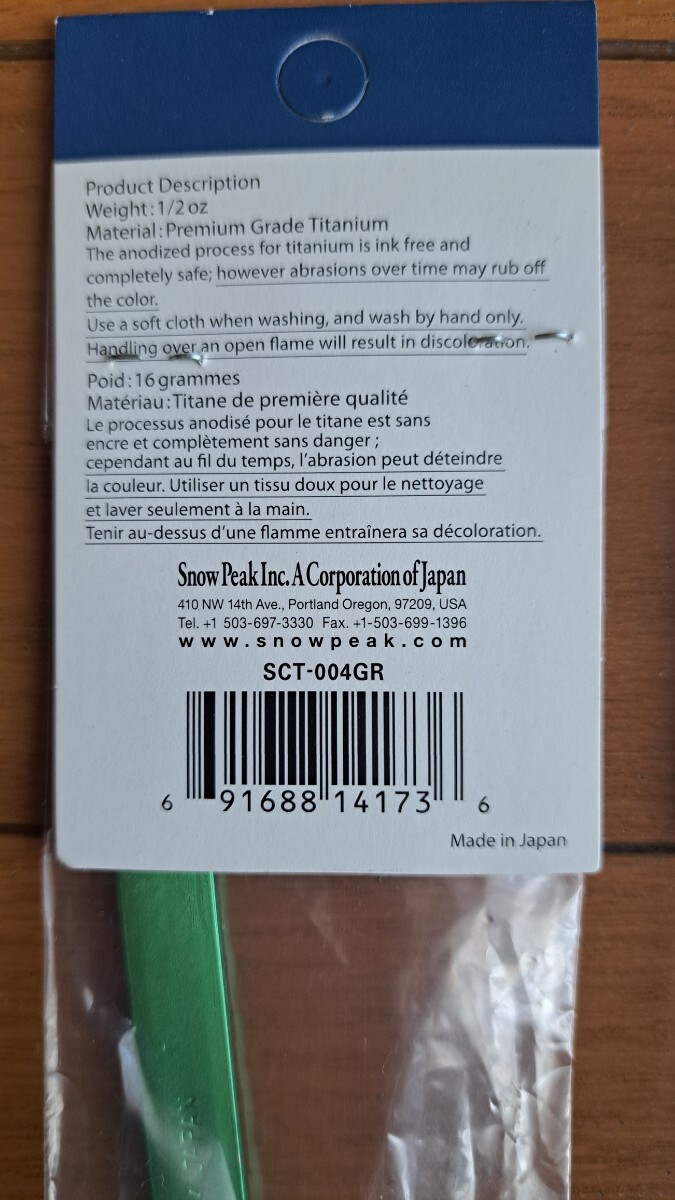 Product Description
Weight:1/2 oz
Material:Premium Grade Titanium
The anodized process for titanium is ink free and
completely safe; however abrasions over time may rub off
the color.
Use a soft cloth when washing, and wash by hand only.
Handling over an open flame will result in discoloration.
Poid:16 grammes
Matériau:Titane de première qualité
Le processus anodisé pour le titane est sans
encre et complètement sans danger ;
cependant au fil du temps, l'abrasion peut déteindre
la couleur. Utiliser un tissu doux pour le nettoyage
et laver seulement à la main.
Tenir au-dessus d'une flamme entraînera sa décoloration.
Snow Peak Inc. A Corporation of Japan
410 NW 14th Ave., Portland Oregon, 97209, USA
Tel. +1 503-697-3330 Fax. +1-503-699-1396
www.snowpeak.com
SCT-004GR
6 91688 14173 6
Made in Japan
JAPAN